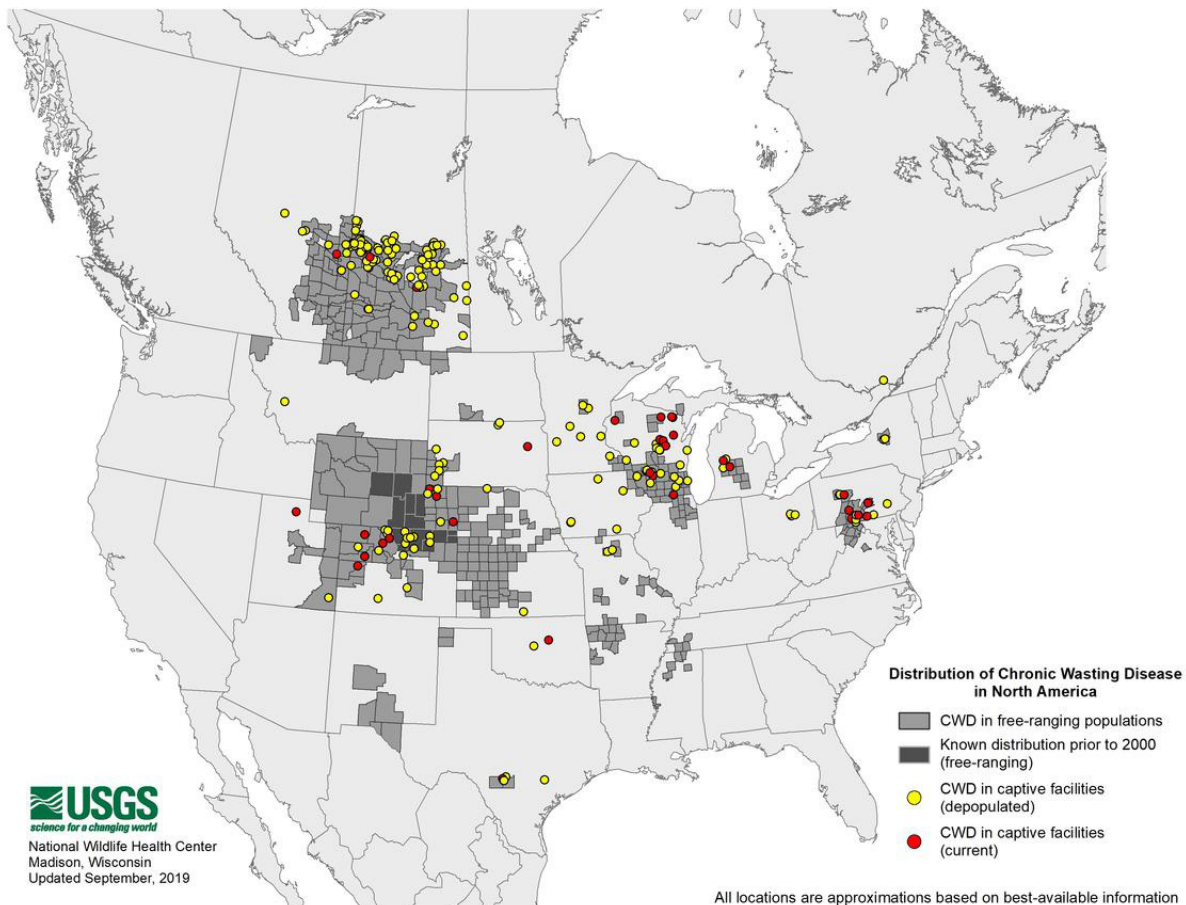 Distribution of Chronic Wasting Disease
in North America
CWD in free-ranging populations
Known distribution prior to 2000
(free-ranging)
CWD in captive facilities
(depopulated)
CWD in captive facilities
(current)
USGS
science for a changing world
National Wildlife Health Center
Madison, Wisconsin
Updated September, 2019
All locations are approximations based on best-available information